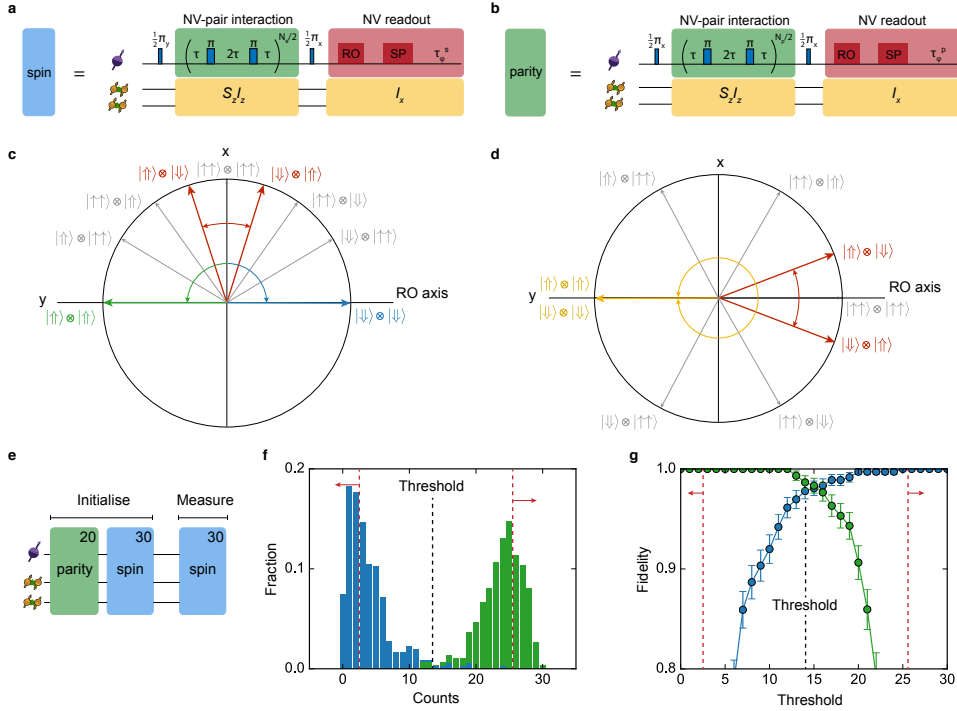 a
NV-pair interaction
NV readout
spin
=
½π_y
(τ π 2τ π τ)^{N_s/2}
½π_x
RO
SP
τ_φ^s
S_zI_z
I_x
b
NV-pair interaction
NV readout
parity
=
½π_x
(τ π 2τ π τ)^{N_s/2}
½π_x
RO
SP
τ_φ^p
S_zI_z
I_x
c
x
|⇑⟩⊗|⇓⟩
|↑↑⟩⊗|↑↑⟩
|⇓⟩⊗|⇑⟩
|↑↑⟩⊗|⇑⟩
|↑↑⟩⊗|⇓⟩
|⇑⟩⊗|↑↑⟩
|⇓⟩⊗|↑↑⟩
y
RO axis
|⇑⟩⊗|⇑⟩
|⇓⟩⊗|⇓⟩
d
x
|⇑⟩⊗|↑↑⟩
|↑↑⟩⊗|⇑⟩
|⇑⟩⊗|⇓⟩
|⇑⟩⊗|⇑⟩
y
RO axis
|⇓⟩⊗|⇓⟩
|↑↑⟩⊗|↑↑⟩
|⇓⟩⊗|⇑⟩
|⇓⟩⊗|↑↑⟩
|↑↑⟩⊗|⇓⟩
e
Initialise
Measure
20
30
30
parity
spin
spin
f
0.2
Threshold
Fraction
0.1
0.0
0
10
20
30
Counts
g
1.0
Fidelity
0.9
Threshold
0.8
0
5
10
15
20
25
30
Threshold